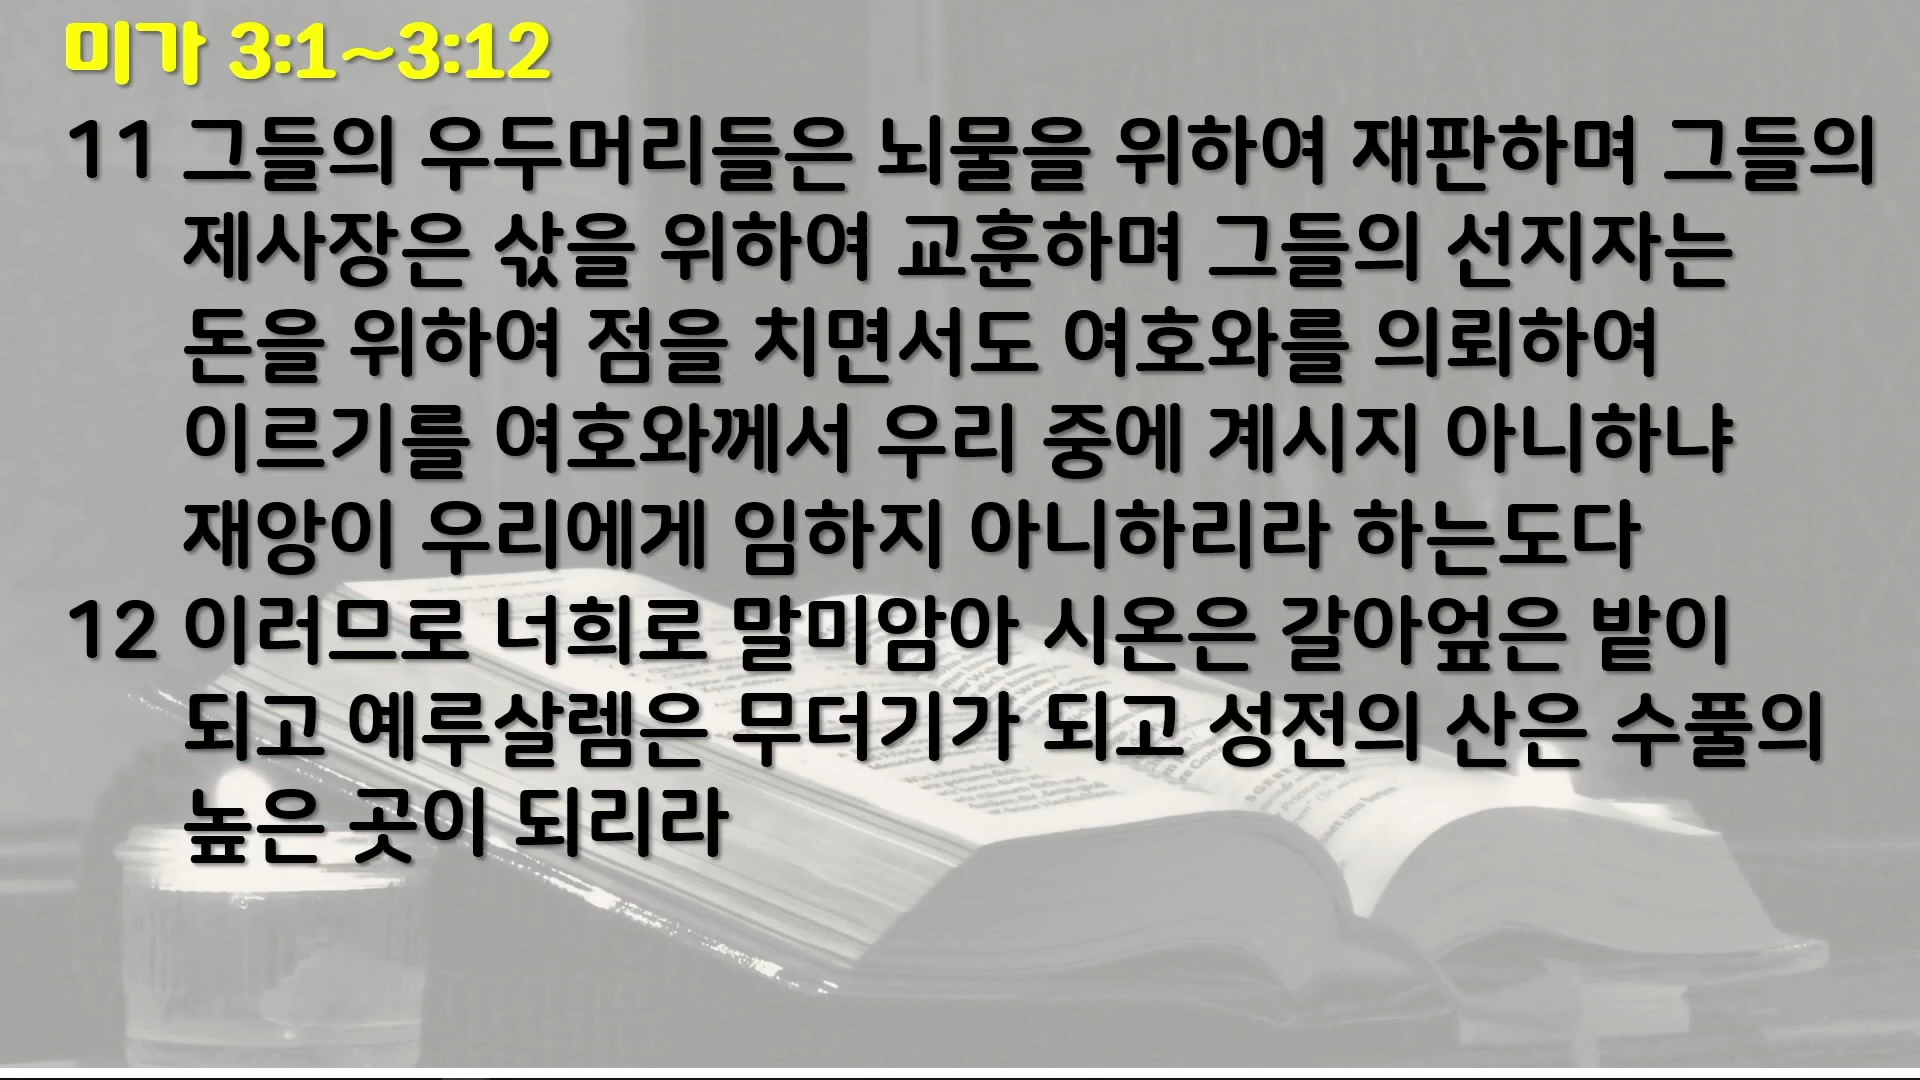 미가 3:1~3:12
11 그들의 우두머리들은 뇌물을 위하여 재판하며 그들의
제사장은 삯을 위하여 교훈하며 그들의 선지자는
돈을 위하여 점을 치면서도 여호와를 의뢰하여
이르기를 여호와께서 우리 중에 계시지 아니하냐
재앙이 우리에게 임하지 아니하리라 하는도다
12 이러므로 너희로 말미암아 시온은 갈아엎은 밭이
되고 예루살렘은 무더기가 되고 성전의 산은 수풀의
높은 곳이 되리라